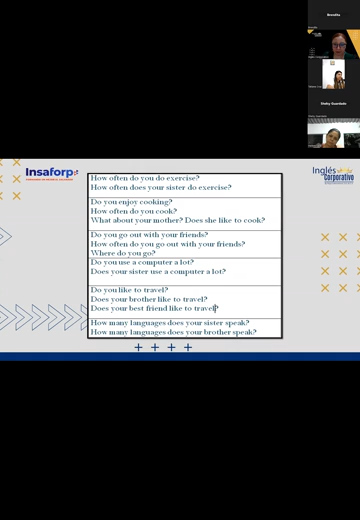 Brendita
Insaforp
Inglés
Corporativo
How often do you do exercise?
How often does your sister do exercise?
Do you enjoy cooking?
How often do you cook?
What about your mother? Does she like to cook?
Do you go out with your friends?
How often do you go out with your friends?
Where do you go?
Do you use a computer a lot?
Does your sister use a computer a lot?
Do you like to travel?
Does your brother like to travel?
Does your best friend like to travel?
How many languages does your sister speak?
How many languages does your brother speak?